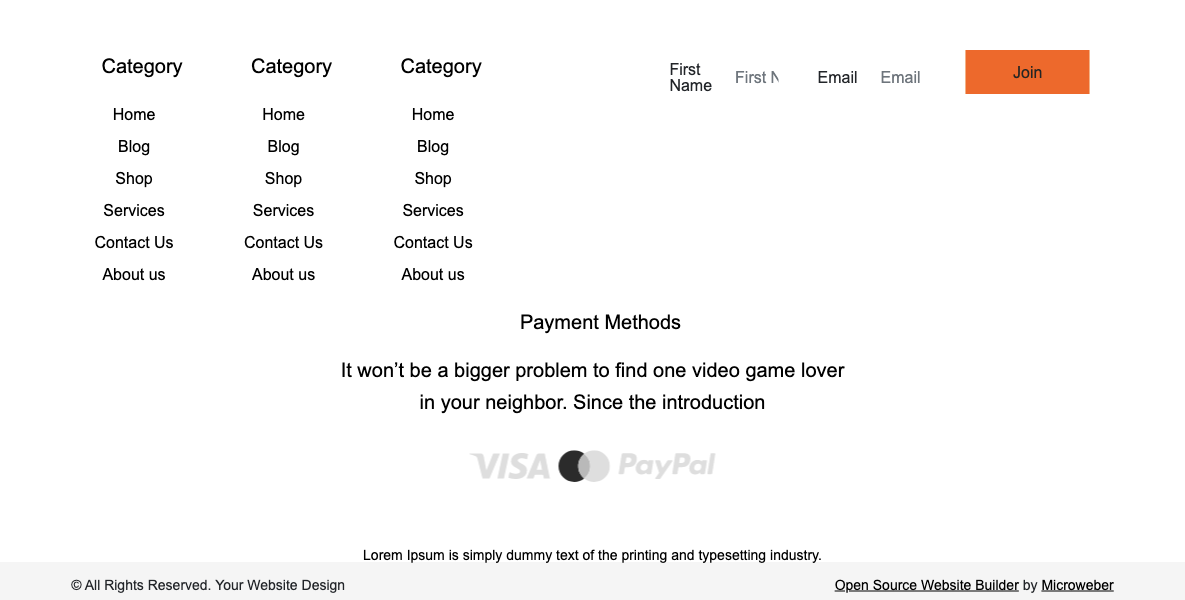 Category Category Category
First Name First N Email Email Join
Home Home Home
Blog Blog Blog
Shop Shop Shop
Services Services Services
Contact Us Contact Us Contact Us
About us About us About us
Payment Methods
It won’t be a bigger problem to find one video game lover
in your neighbor. Since the introduction
VISA PayPal
Lorem Ipsum is simply dummy text of the printing and typesetting industry.
© All Rights Reserved. Your Website Design
Open Source Website Builder by Microweber